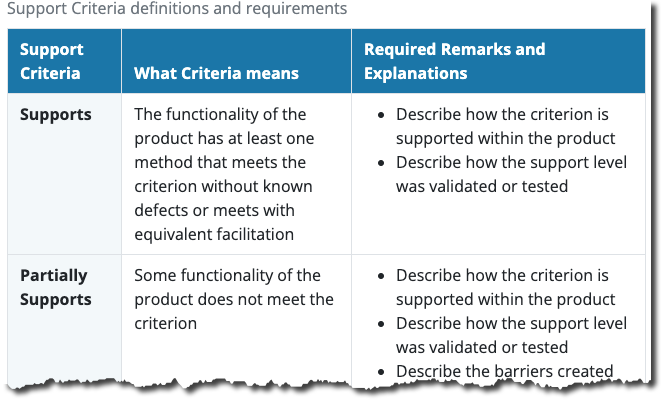 Support Criteria definitions and requirements
Support
Criteria
What Criteria means
Required Remarks and
Explanations
Supports
The functionality of the
product has at least one
method that meets the
criterion without known
defects or meets with
equivalent facilitation
• Describe how the criterion is
supported within the product
• Describe how the support level
was validated or tested
Partially
Supports
Some functionality of the
product does not meet the
criterion
• Describe how the criterion is
supported within the product
• Describe how the support level
was validated or tested
• Describe the barriers created